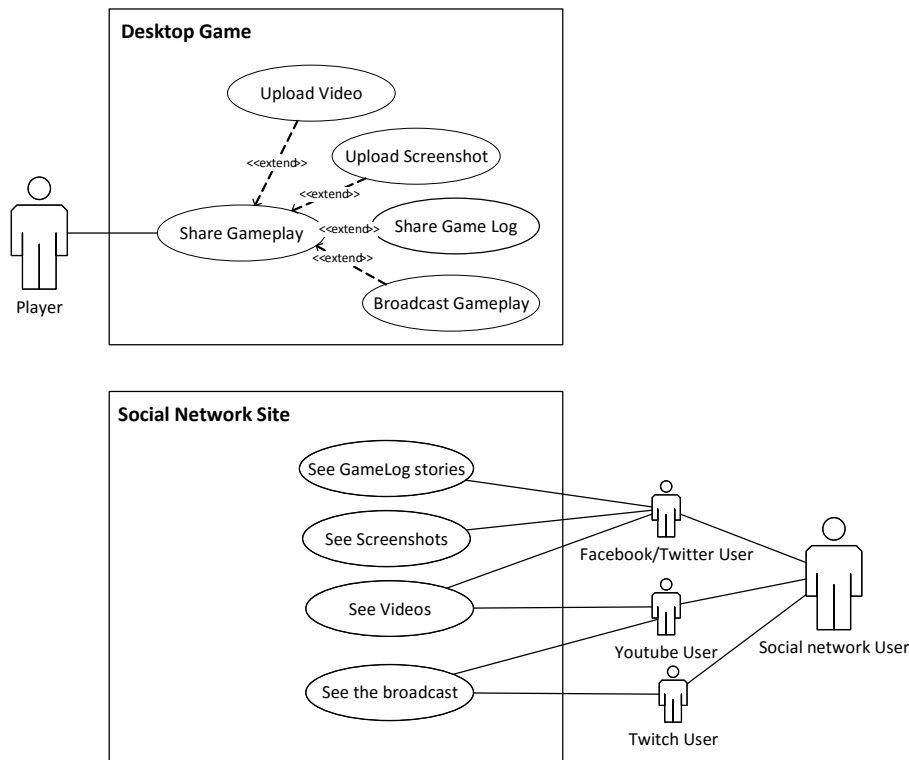 Desktop Game
Upload Video
<<extend>>
Upload Screenshot
<<extend>>
Share Gameplay
<<extend>>
Share Game Log
<<extend>>
Broadcast Gameplay
Player
Social Network Site
See GameLog stories
See Screenshots
Facebook/Twitter User
See Videos
Youtube User
Social network User
See the broadcast
Twitch User